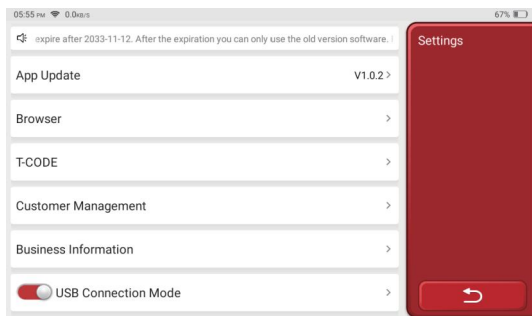 05:55 PM 0.0KB/S 67%
expire after 2033-11-12. After the expiration you can only use the old version software.
Settings
App Update V1.0.2 >
Browser >
T-CODE >
Customer Management >
Business Information >
USB Connection Mode >